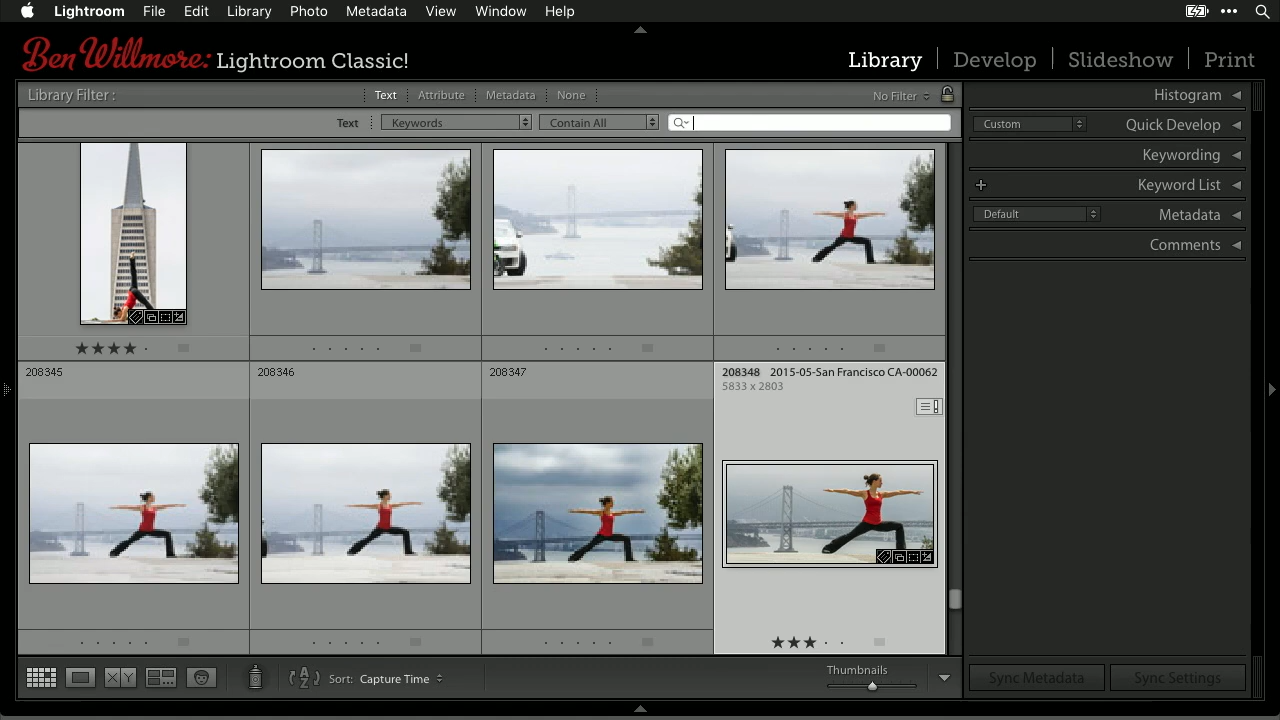 Lightroom File Edit Library Photo Metadata View Window Help
Ben Willmore: Lightroom Classic!
Library Develop Slideshow Print
Library Filter : Text Attribute Metadata None No Filter
Histogram
Text Keywords Contain All
Custom Quick Develop
Keywording
Keyword List
Default Metadata
Comments
208345 208346 208347 208348 2015-05-San Francisco CA-00062
5833 x 2803
XY Sort: Capture Time Thumbnails
Sync Metadata Sync Settings